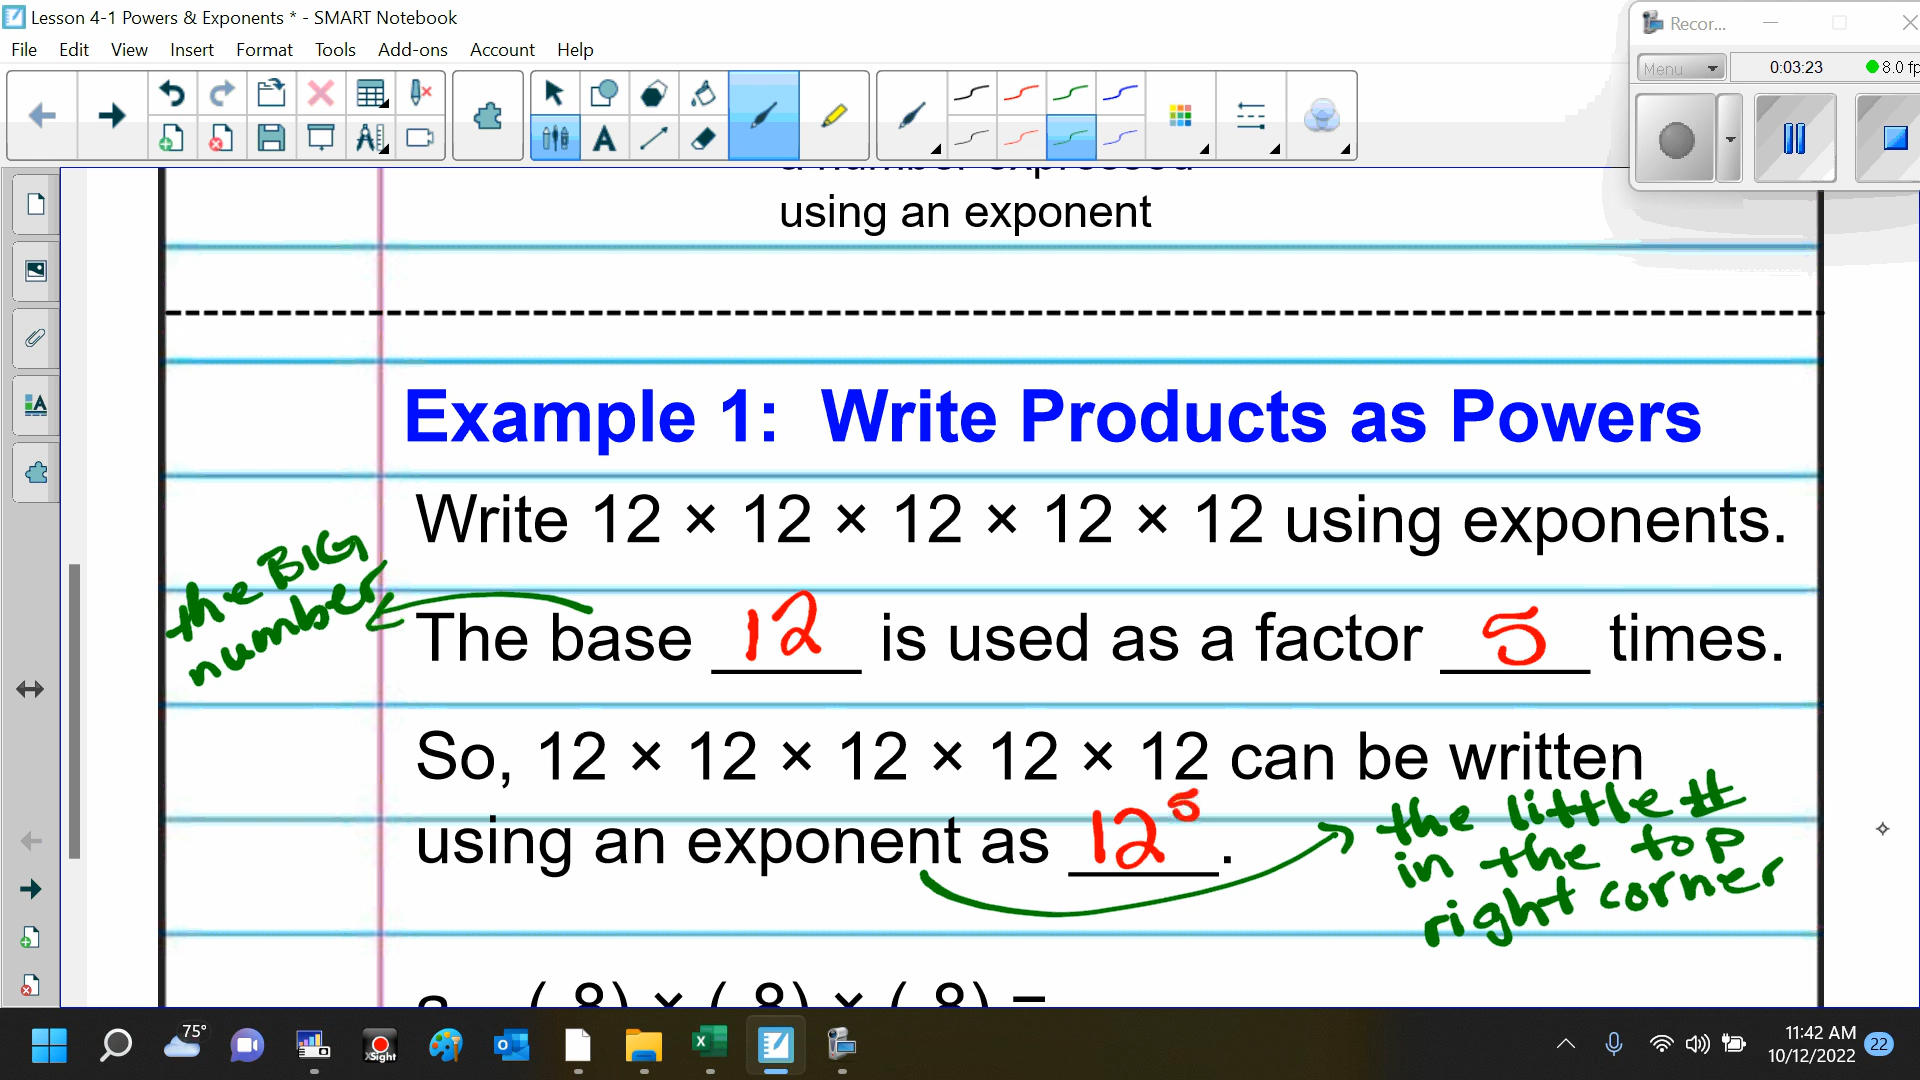 Lesson 4-1 Powers & Exponents * - SMART Notebook
File Edit View Insert Format Tools Add-ons Account Help
Recor...
Menu
0:03:23
8.0 fp
using an exponent
Example 1: Write Products as Powers
Write 12 × 12 × 12 × 12 × 12 using exponents.
the BIG
number
The base 12 is used as a factor 5 times.
So, 12 × 12 × 12 × 12 × 12 can be written
using an exponent as 12⁵.
the little #
in the top
right corner
75°
XSight
11:42 AM
10/12/2022
22